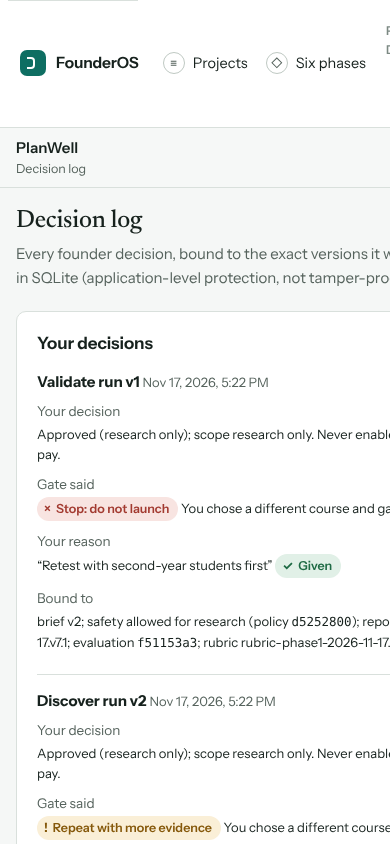 FounderOS
Projects
Six phases
PlanWell
Decision log
Decision log
Every founder decision, bound to the exact versions it
in SQLite (application-level protection, not
Your decisions
Validate run v1 Nov 17, 2026, 5:22 PM
Your decision
Approved (research only); scope research only. Never
pay.
Gate said
× Stop: do not launch You chose a different course and
Your reason
“Retest with second-year students first” ✓ Given
Bound to
brief v2; safety allowed for research (policy d5252800);
17.v7.1; evaluation f51153a3; rubric rubric-phase1-2026-11-17.
Discover run v2 Nov 17, 2026, 5:22 PM
Your decision
Approved (research only); scope research only. Never
pay.
Gate said
! Repeat with more evidence You chose a different course